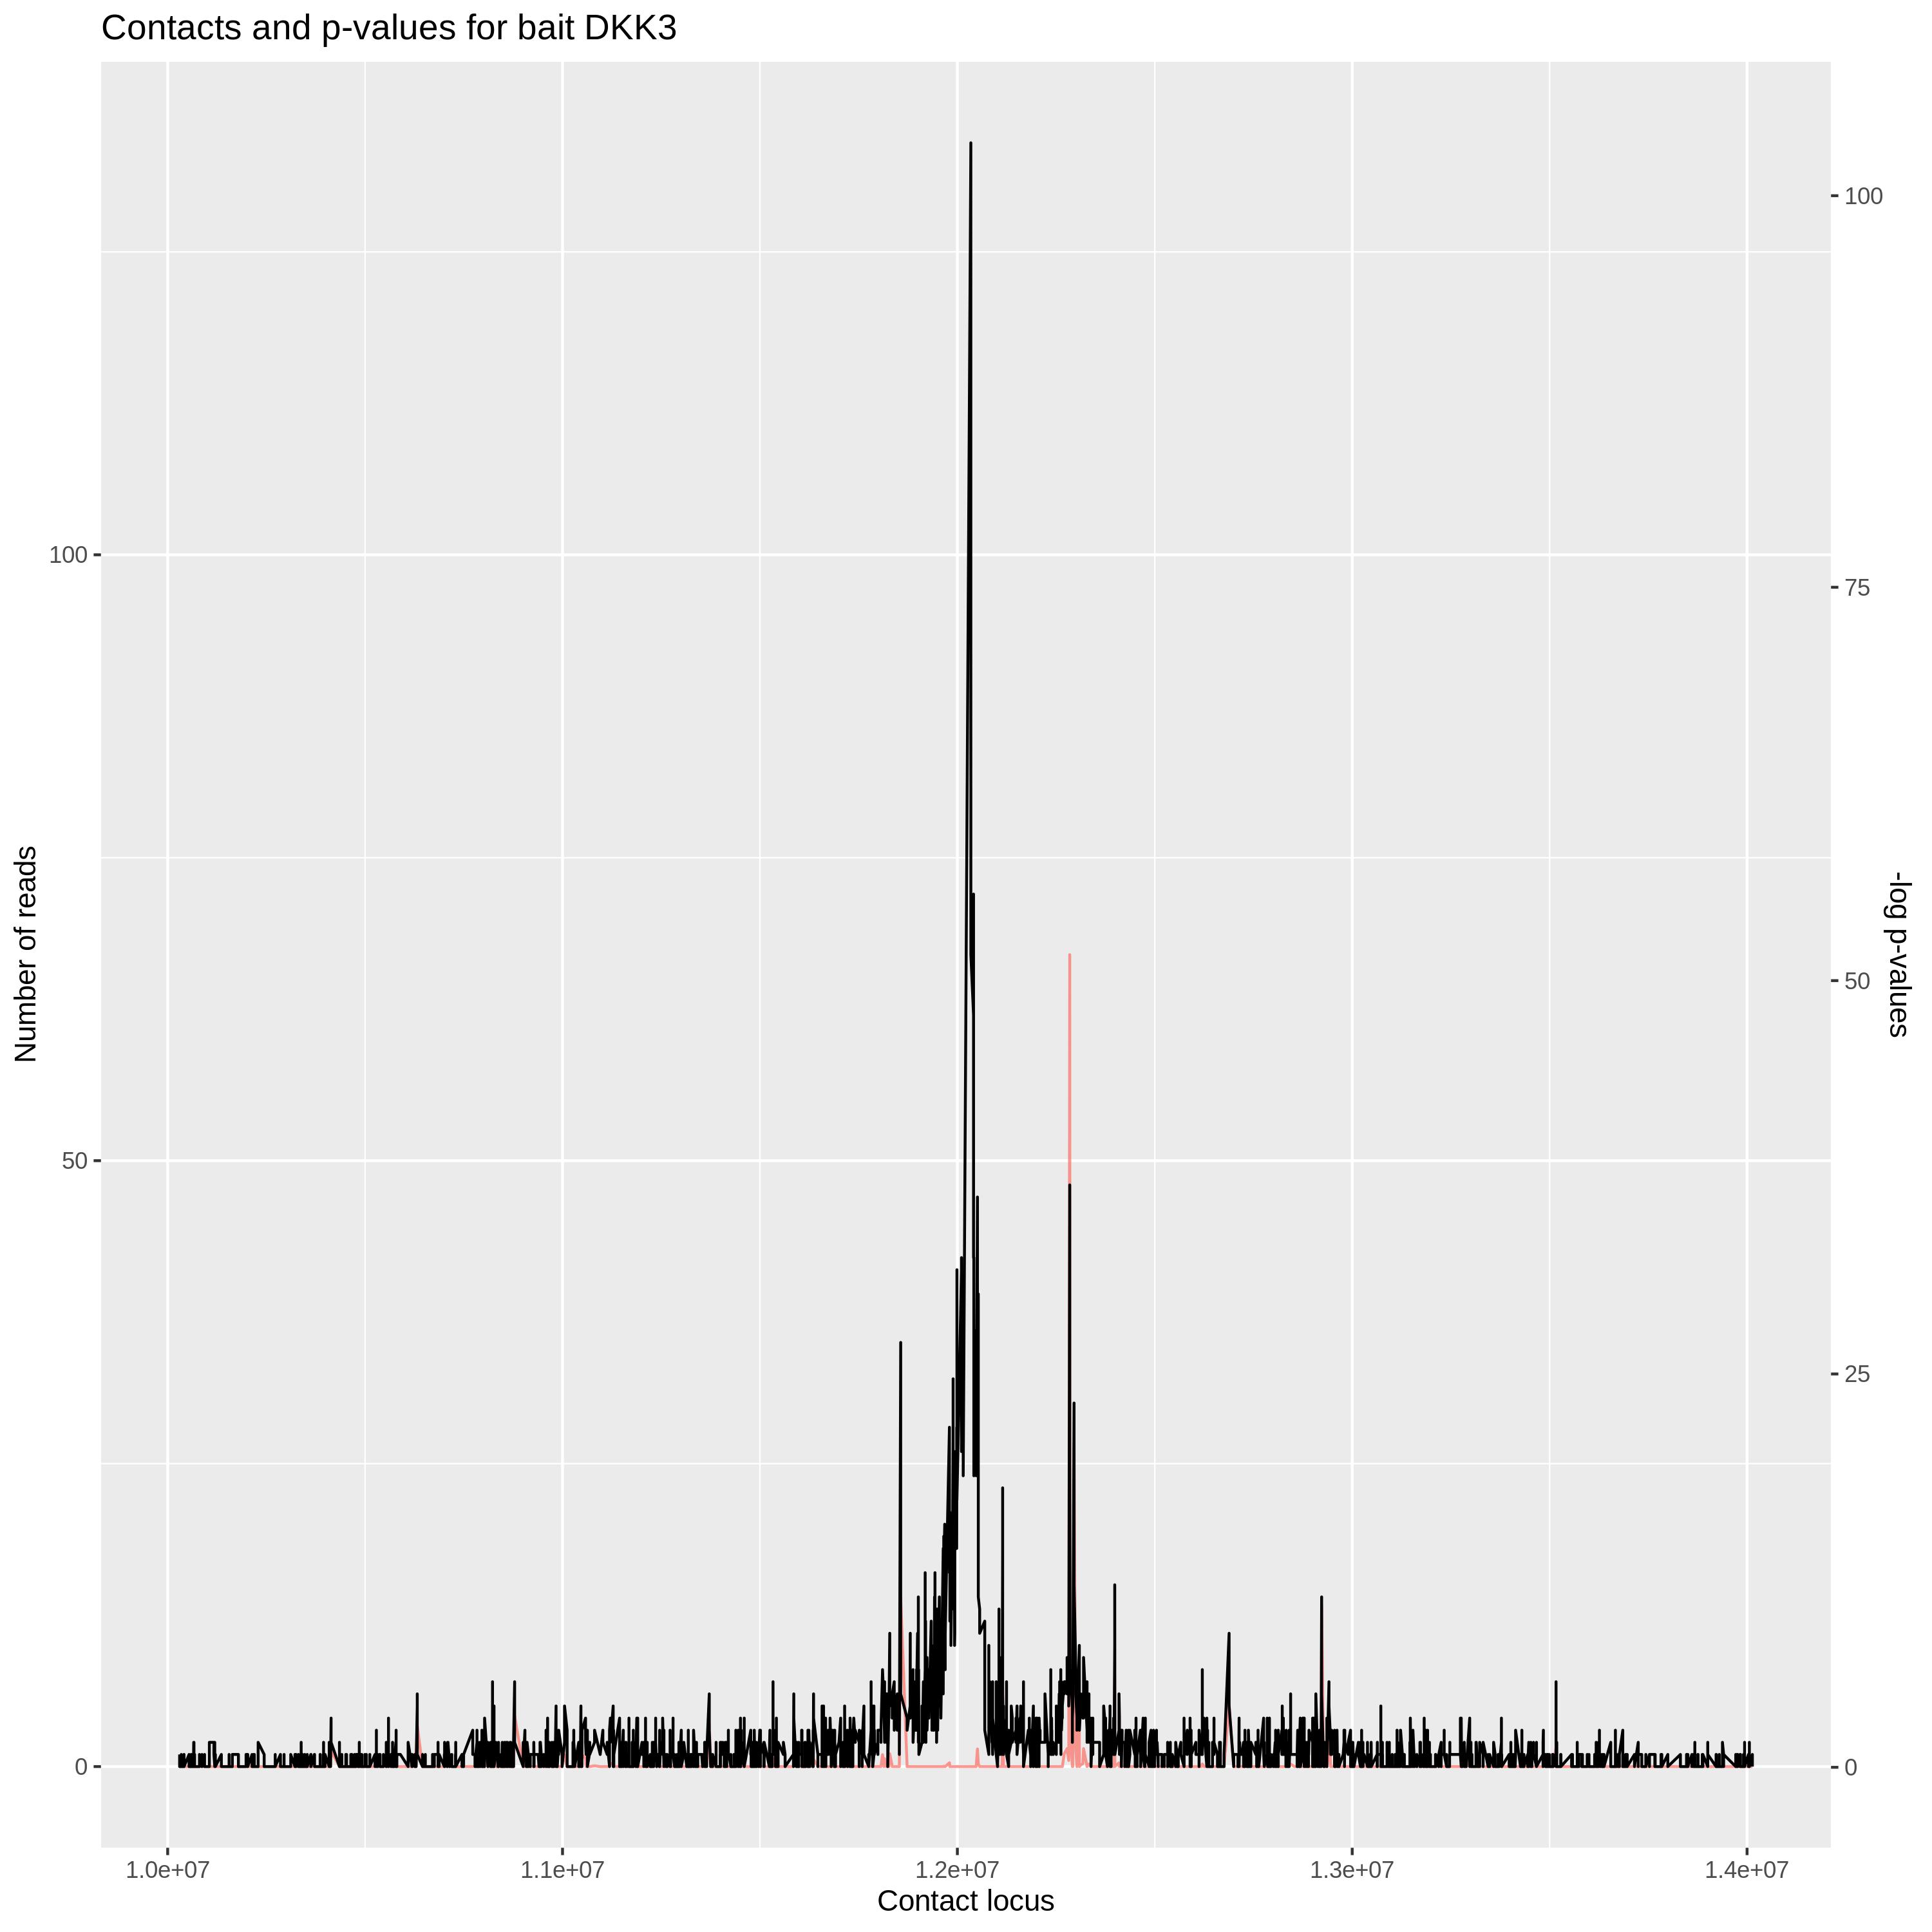 Contacts and p-values for bait DKK3
Number of reads
100
50
0
100
75
50
25
0
-log p-values
1.0e+07
1.1e+07
1.2e+07
1.3e+07
1.4e+07
Contact locus